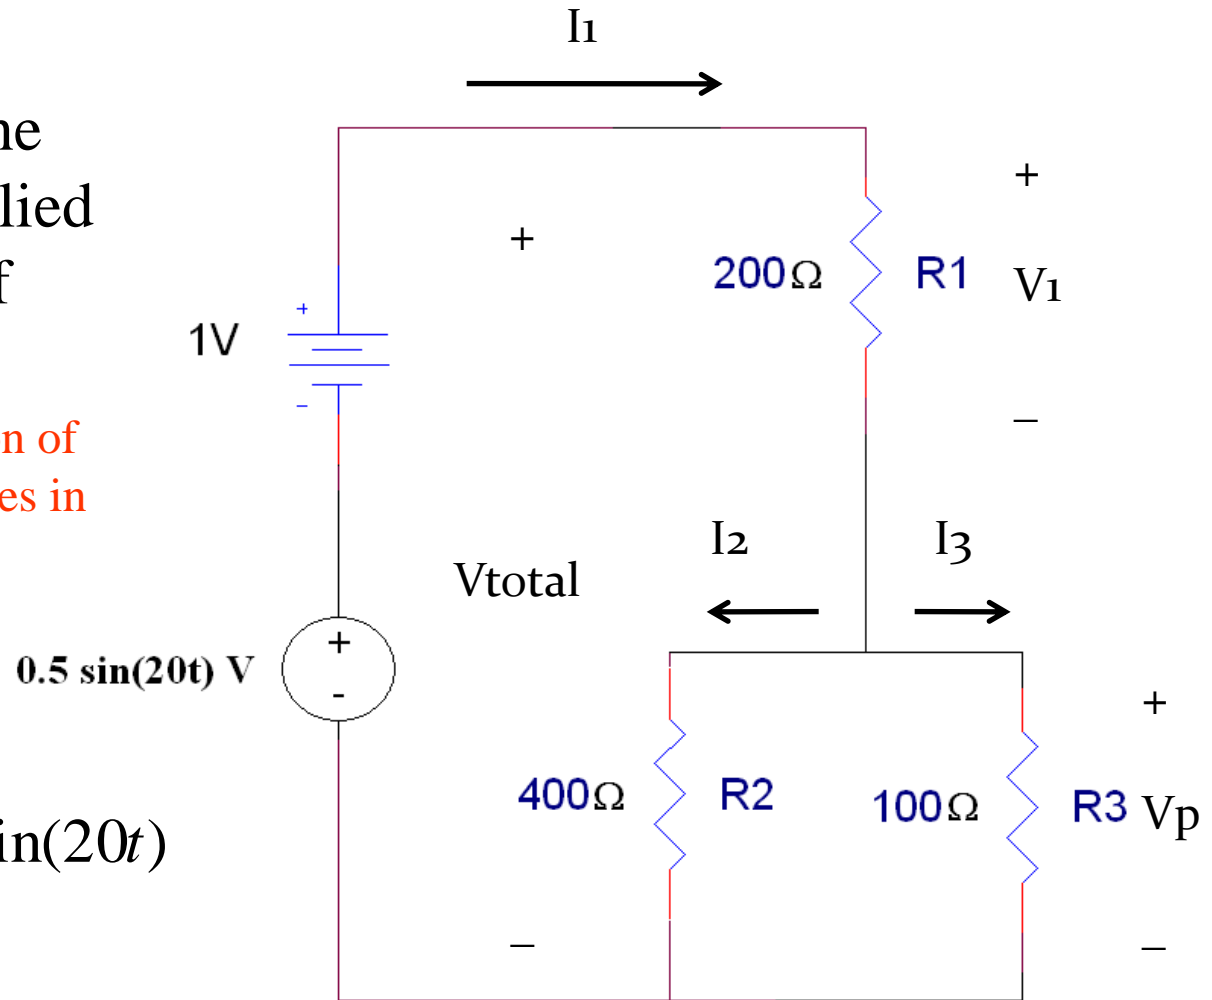 I1
ne
lied
+
+
f
200Ω
R1
V1
+
1V
−
−
n of
es in
I2
I3
Vtotal
+
0.5 sin(20t) V
-
+
400Ω
R2
100Ω
R3
Vp
in(20t)
−
−